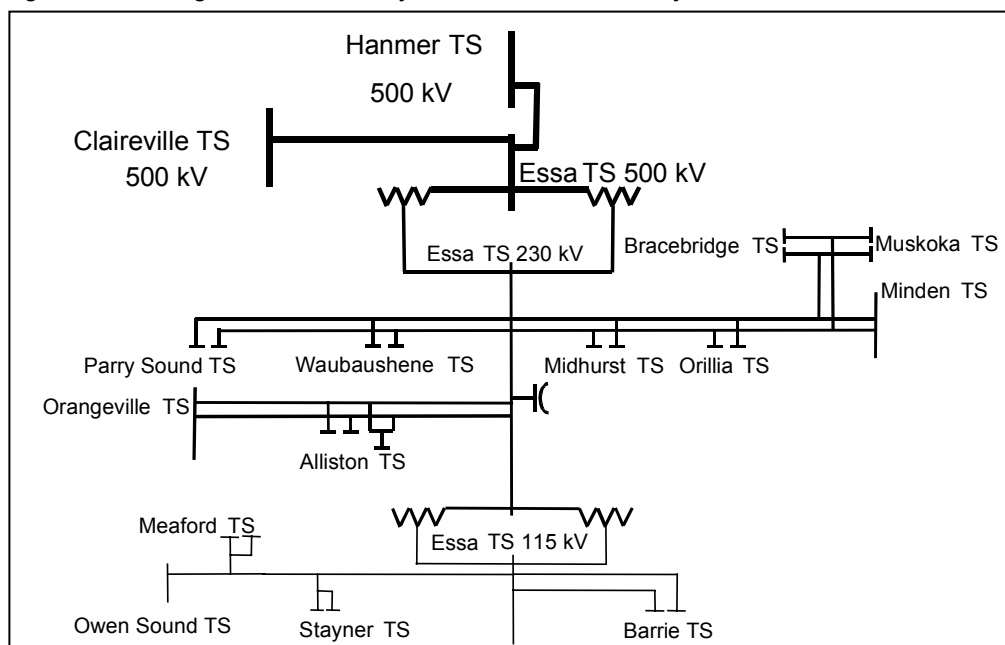 Hanmer TS
500 kV
Claireville TS
500 kV
Essa TS 500 kV
Essa TS 230 kV
Bracebridge TS
Muskoka TS
Minden TS
Parry Sound TS
Waubaushene TS
Midhurst TS
Orillia TS
Orangeville TS
Alliston TS
Meaford TS
Essa TS 115 kV
Owen Sound TS
Stayner TS
Barrie TS